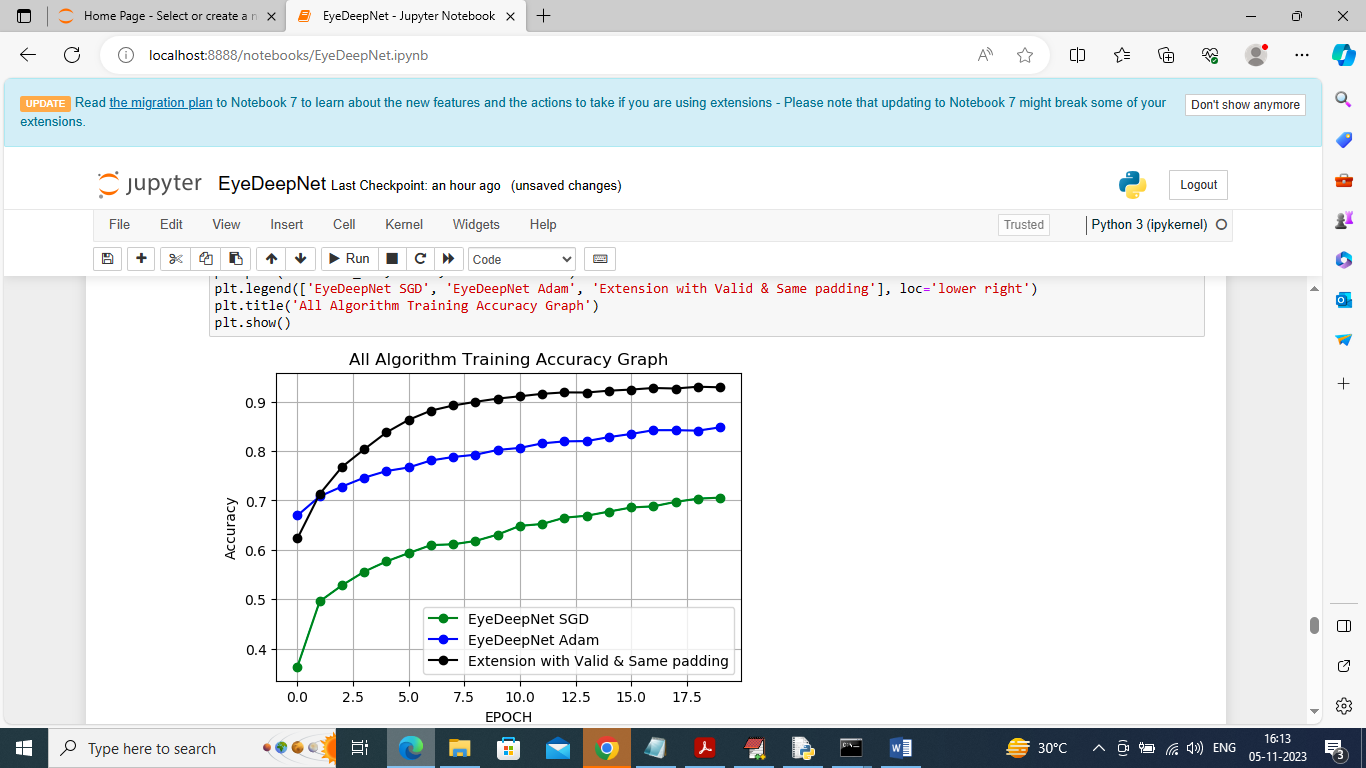 Home Page - Select or create a n
EyeDeepNet - Jupyter Notebook
localhost:8888/notebooks/EyeDeepNet.ipynb
UPDATE Read the migration plan to Notebook 7 to learn about the new features and the actions to take if you are using extensions - Please note that updating to Notebook 7 might break some of your
extensions.
Don't show anymore
jupyter EyeDeepNet Last Checkpoint: an hour ago (unsaved changes)
Logout
File Edit View Insert Cell Kernel Widgets Help
Trusted
Python 3 (ipykernel)
Run
Code
plt.legend(['EyeDeepNet SGD', 'EyeDeepNet Adam', 'Extension with Valid & Same padding'], loc='lower right')
plt.title('All Algorithm Training Accuracy Graph')
plt.show()
All Algorithm Training Accuracy Graph
0.9
0.8
0.7
0.6
0.5
0.4
Accuracy
EyeDeepNet SGD
EyeDeepNet Adam
Extension with Valid & Same padding
0.0 2.5 5.0 7.5 10.0 12.5 15.0 17.5
EPOCH
Type here to search
30°C
ENG
16:13
05-11-2023
3